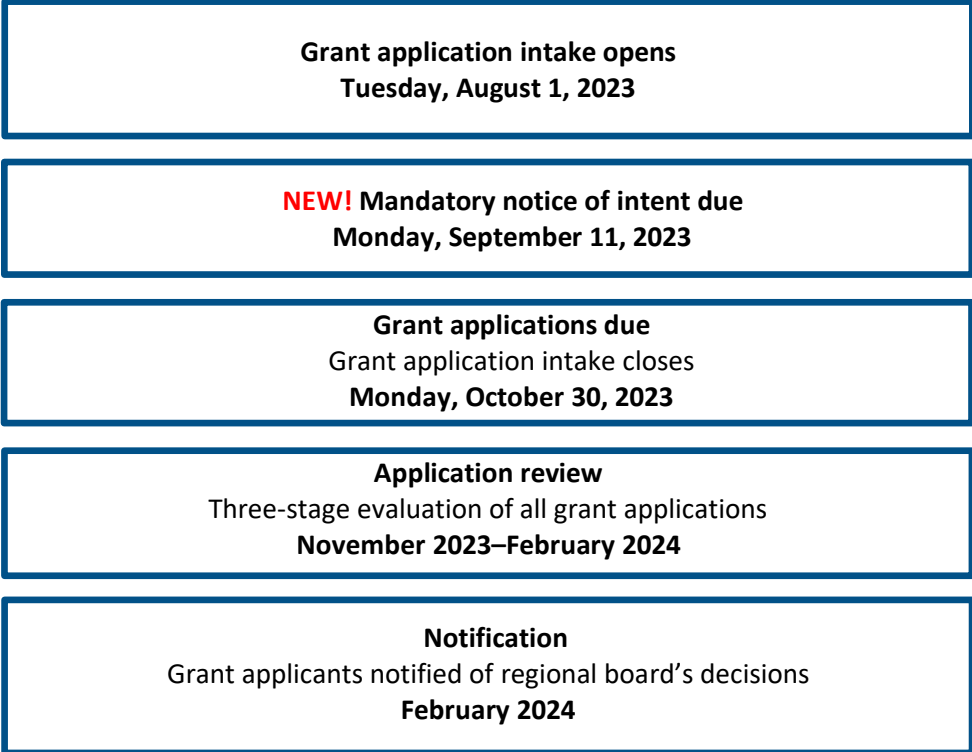 Grant application intake opens
Tuesday, August 1, 2023
NEW! Mandatory notice of intent due
Monday, September 11, 2023
Grant applications due
Grant application intake closes
Monday, October 30, 2023
Application review
Three-stage evaluation of all grant applications
November 2023–February 2024
Notification
Grant applicants notified of regional board’s decisions
February 2024